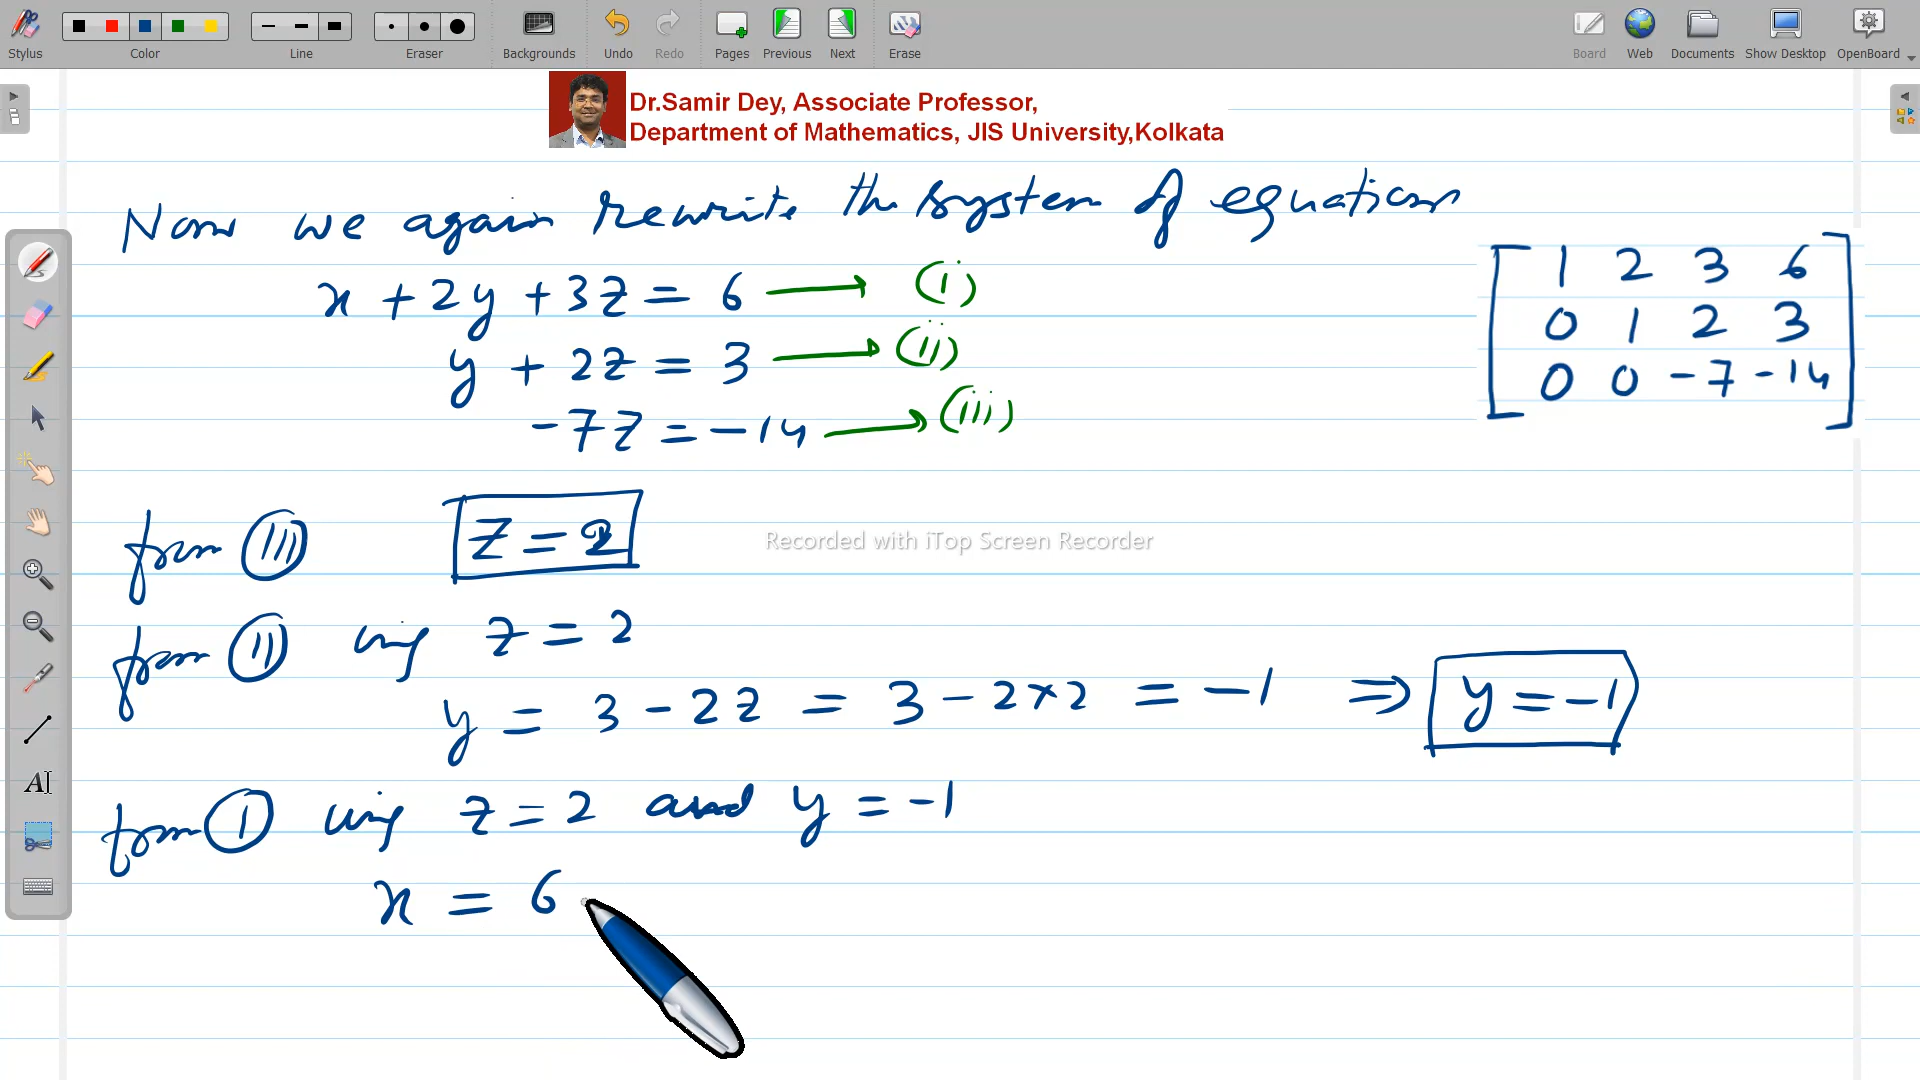 Stylus Color Line Eraser Backgrounds Undo Redo Pages Previous Next Erase Board Web Documents Show Desktop OpenBoard
Dr.Samir Dey, Associate Professor,
Department of Mathematics, JIS University,Kolkata
Now we again rewrite the system of equations
x + 2y + 3z = 6 → (i)
y + 2z = 3 → (ii)
-7z = -14 → (iii)
1 2 3 6
0 1 2 3
0 0 -7 -14
from (III) z = 2
Recorded with iTop Screen Recorder
from (II) using z = 2
y = 3 - 2z = 3 - 2×2 = -1 ⇒ y = -1
from (I) using z = 2 and y = -1
x = 6
AI